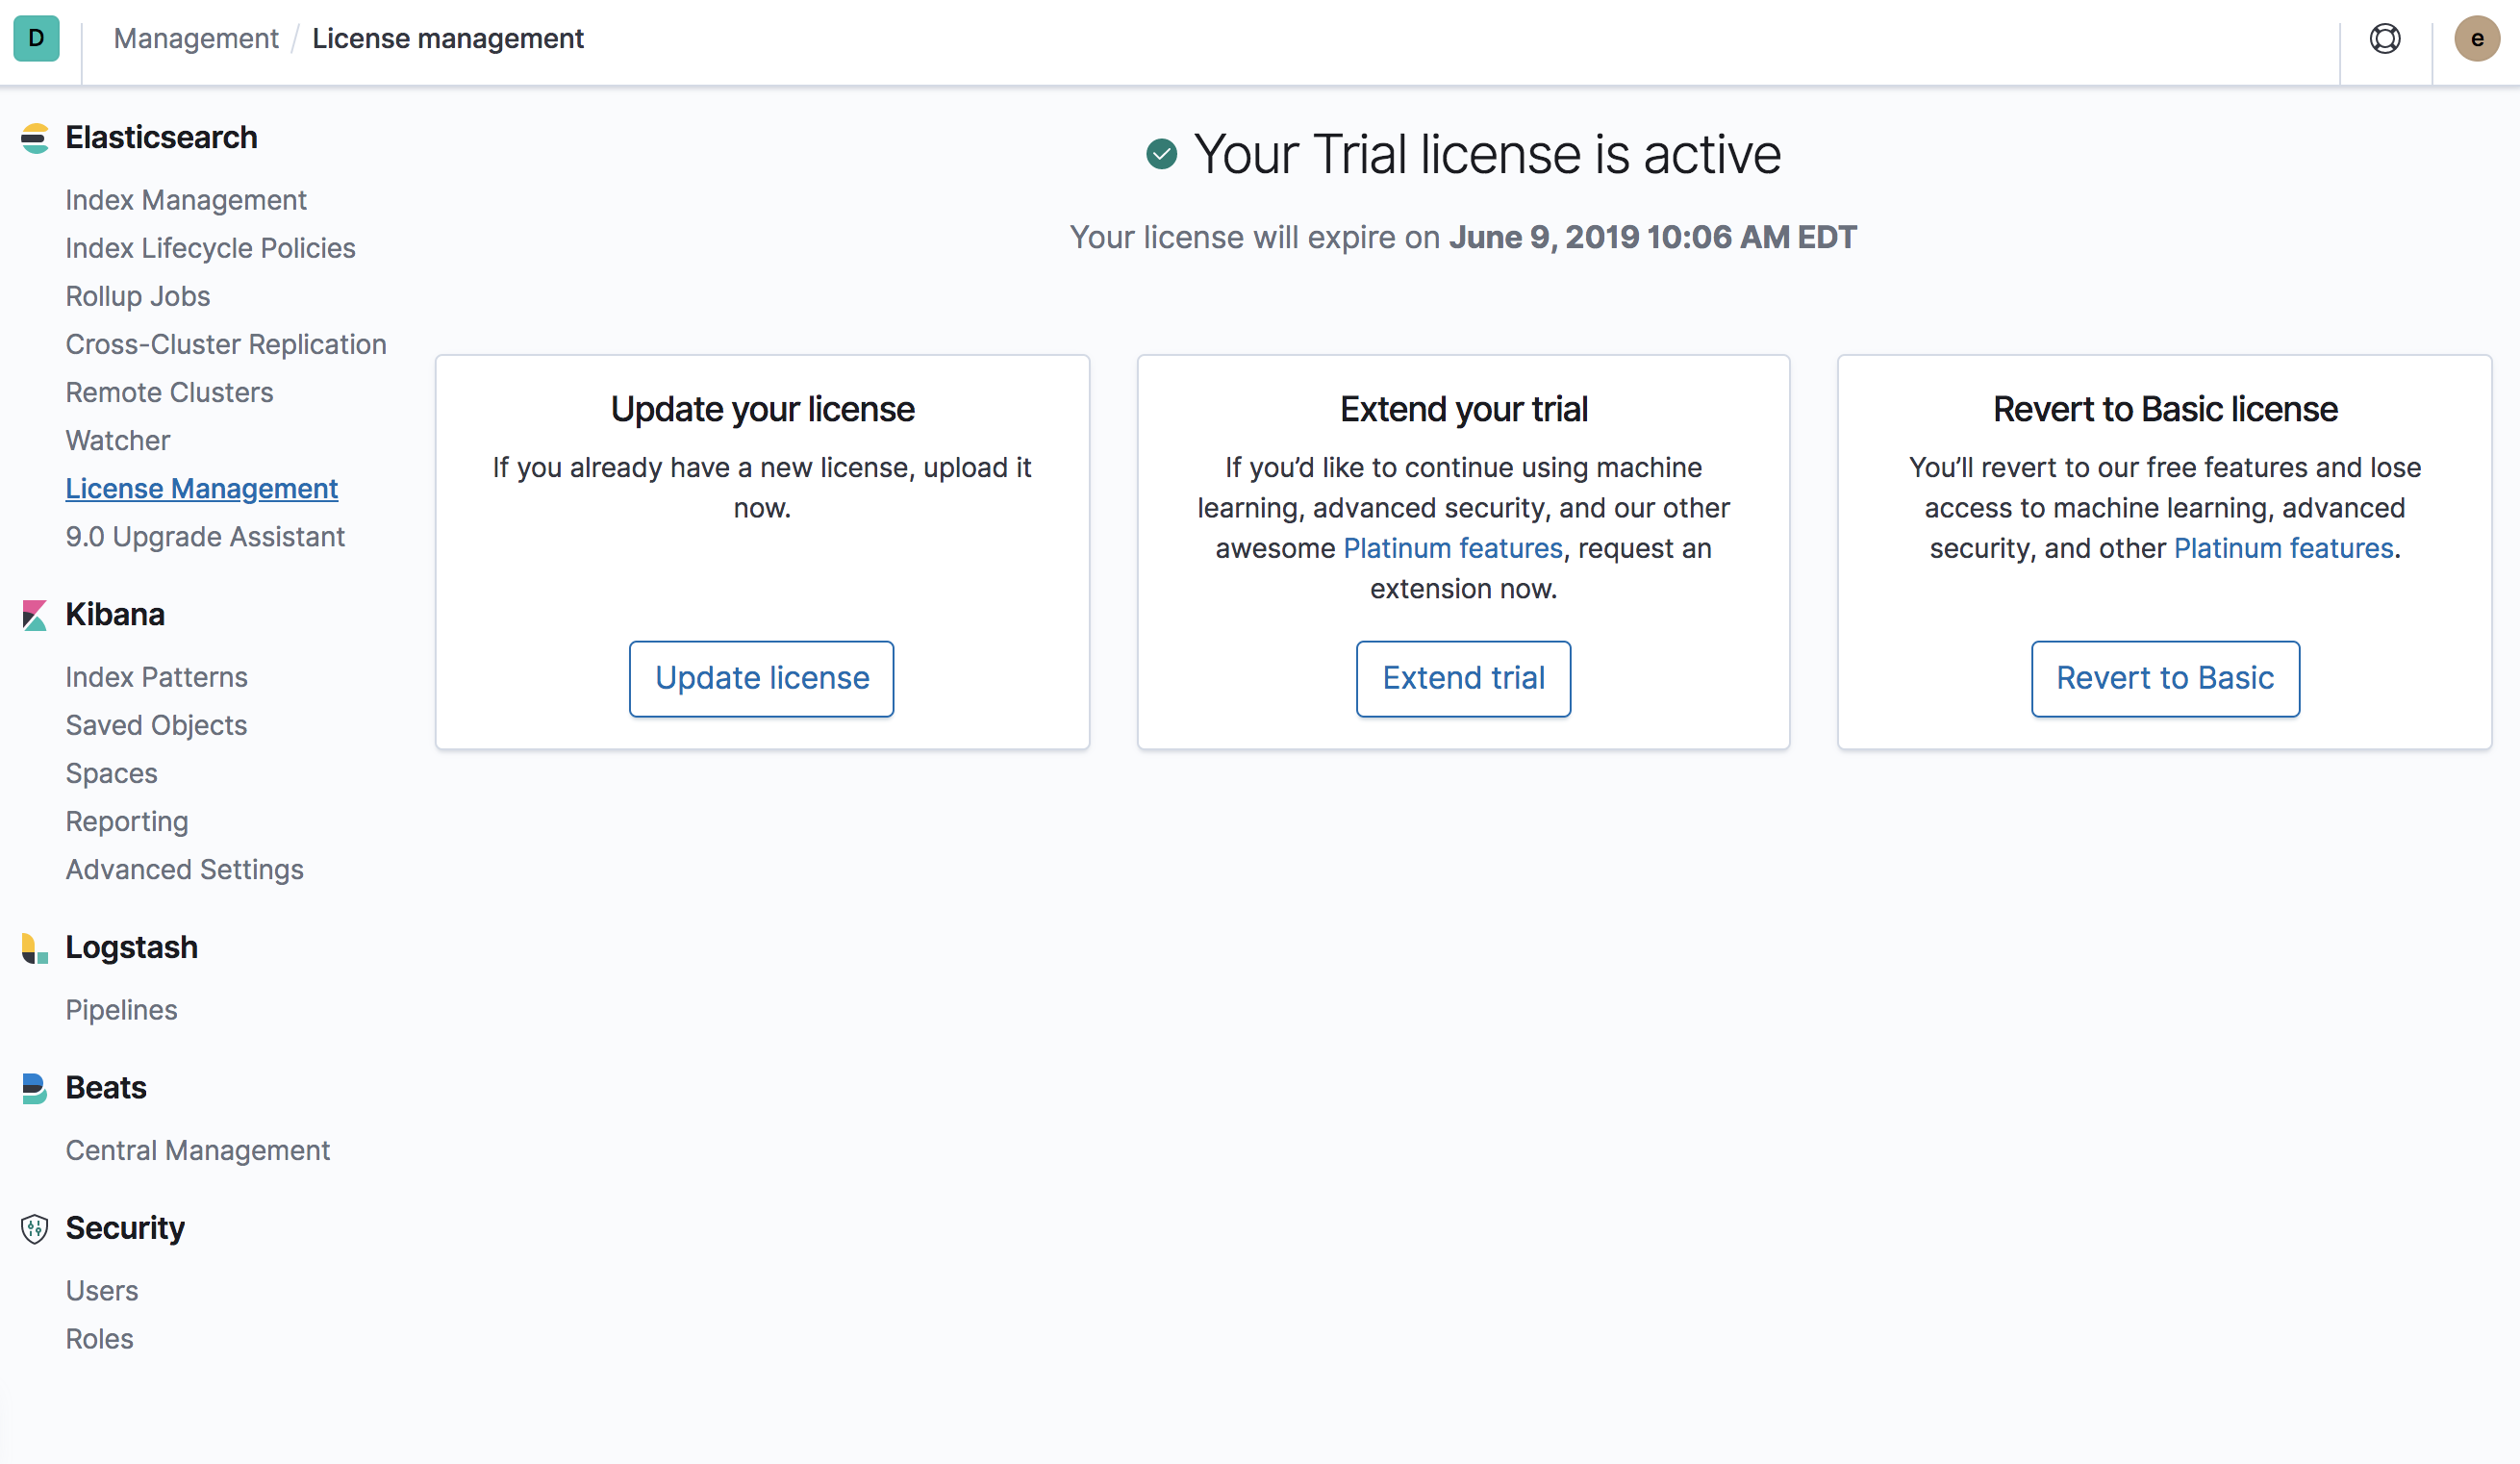 D
Management / License management
e
Elasticsearch
Index Management
Index Lifecycle Policies
Rollup Jobs
Cross-Cluster Replication
Remote Clusters
Watcher
License Management
9.0 Upgrade Assistant
Kibana
Index Patterns
Saved Objects
Spaces
Reporting
Advanced Settings
Logstash
Pipelines
Beats
Central Management
Security
Users
Roles
Your Trial license is active
Your license will expire on June 9, 2019 10:06 AM EDT
Update your license
If you already have a new license, upload it
now.
Update license
Extend your trial
If you’d like to continue using machine
learning, advanced security, and our other
awesome Platinum features, request an
extension now.
Extend trial
Revert to Basic license
You’ll revert to our free features and lose
access to machine learning, advanced
security, and other Platinum features.
Revert to Basic